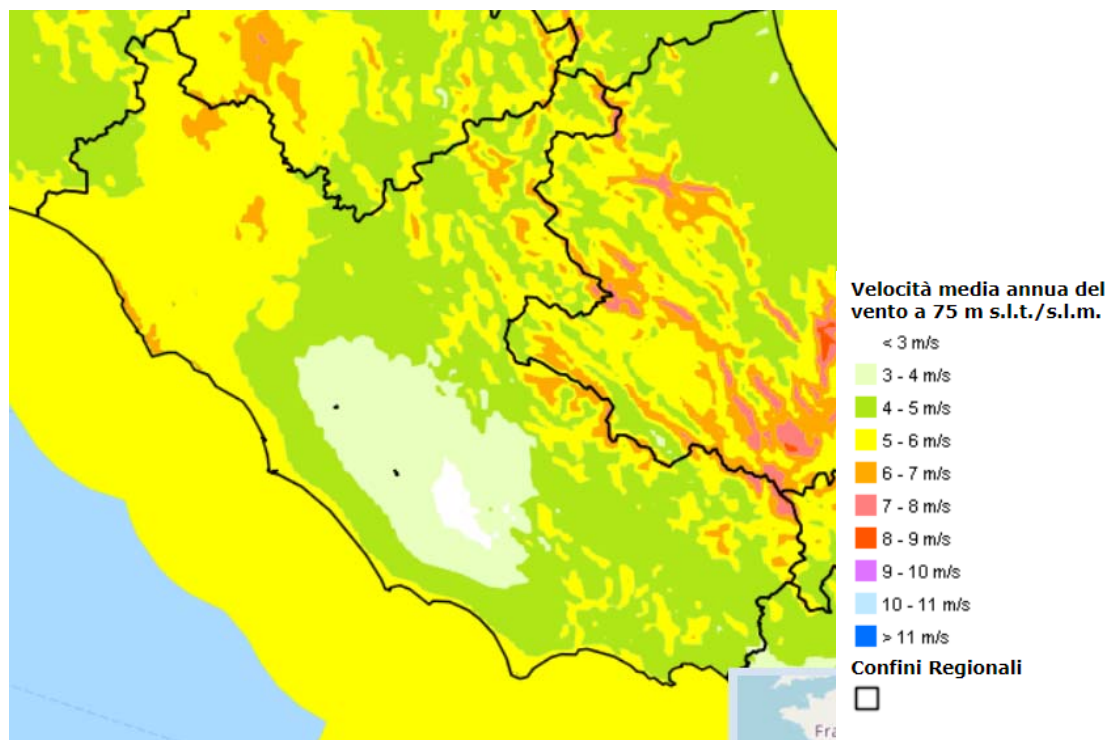 Velocità media annua del
vento a 75 m s.l.t./s.l.m.
< 3 m/s
3 - 4 m/s
4 - 5 m/s
5 - 6 m/s
6 - 7 m/s
7 - 8 m/s
8 - 9 m/s
9 - 10 m/s
10 - 11 m/s
> 11 m/s
Confini Regionali
Fra